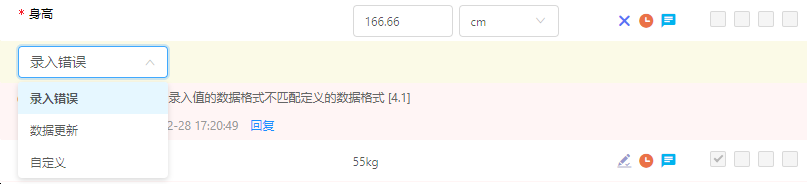 * 身高 166.66 cm
录入错误
录入错误 录入值的数据格式不匹配定义的数据格式 [4.1]
2-28 17:20:49 回复
数据更新
自定义 55kg